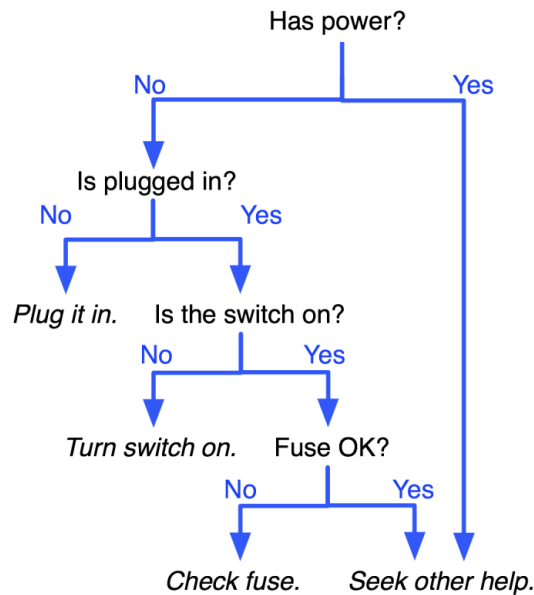 Has power?
No Yes
Is plugged in?
No Yes
Plug it in. Is the switch on?
No Yes
Turn switch on. Fuse OK?
No Yes
Check fuse. Seek other help.